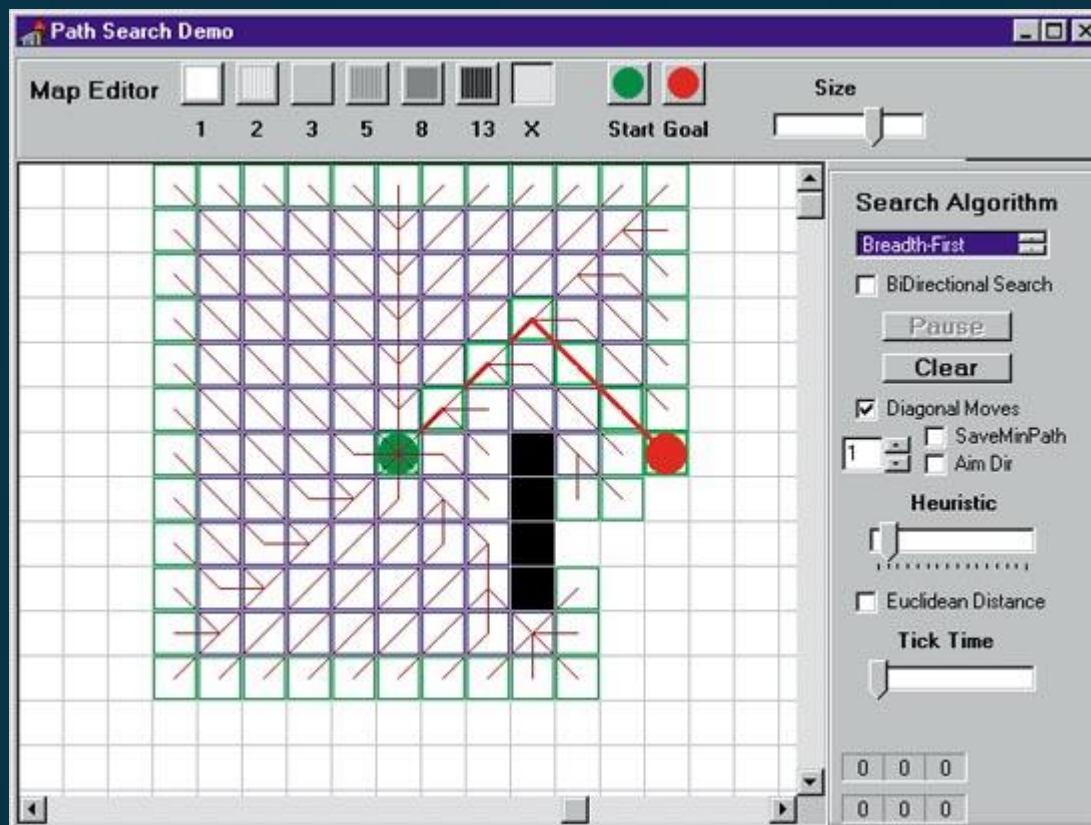 Path Search Demo
Map Editor
1 2 3 5 8 13 X
Start Goal
Size
Search Algorithm
Breadth-First
BiDirectional Search
Pause
Clear
Diagonal Moves
1
SaveMinPath
Aim Dir
Heuristic
Euclidean Distance
Tick Time
0 0 0
0 0 0